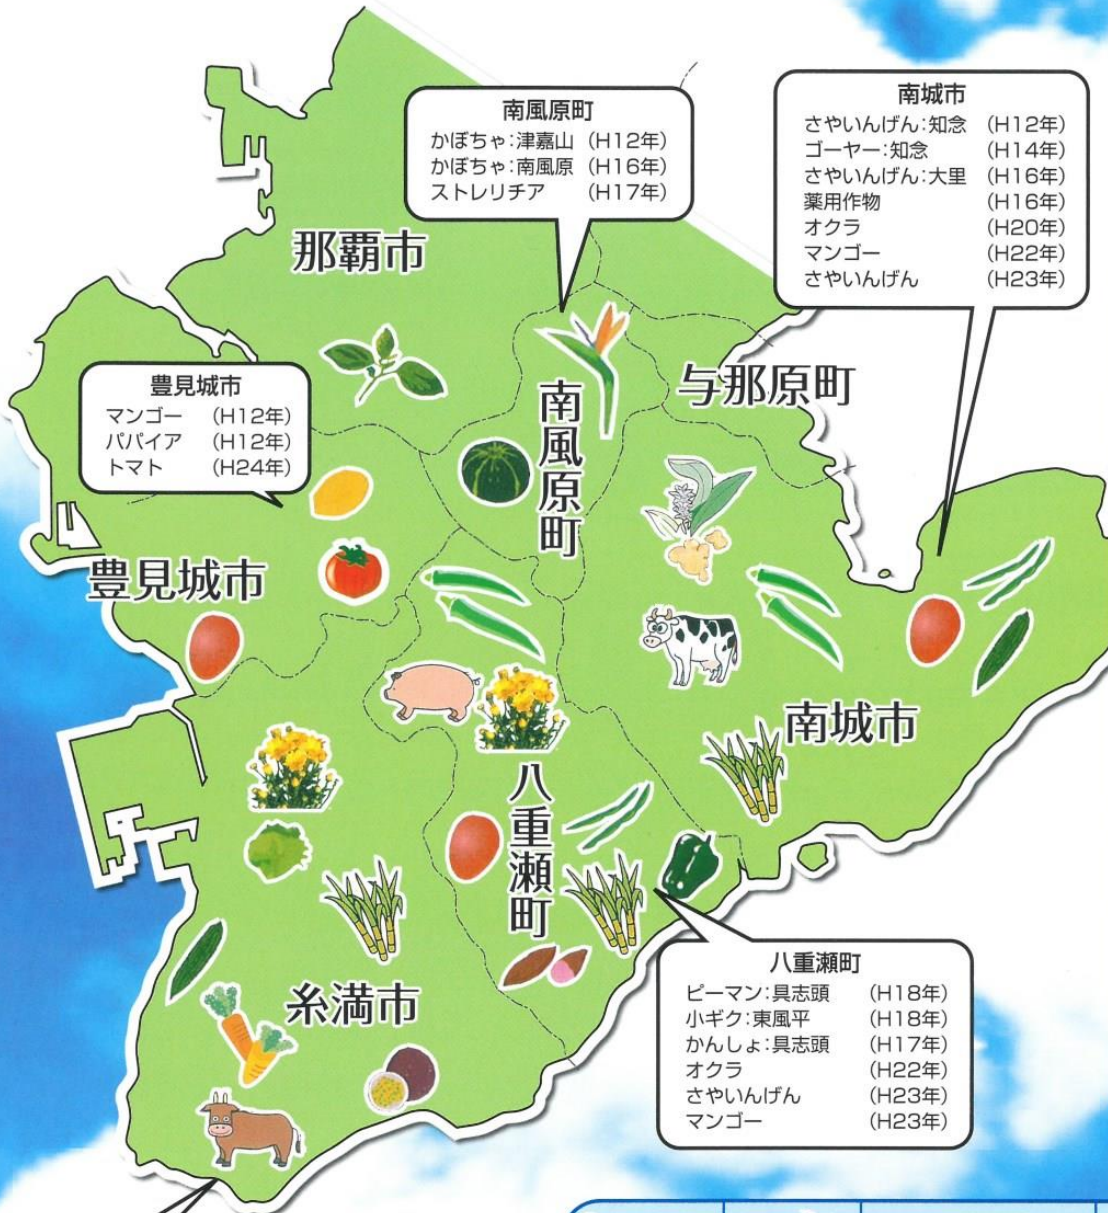 南風原町
かぼちゃ:津嘉山 (H12年)
かぼちゃ:南風原 (H16年)
ストレリチア (H17年)
南城市
さやいんげん:知念 (H12年)
ゴーヤー:知念 (H14年)
さやいんげん:大里 (H16年)
薬用作物 (H16年)
オクラ (H20年)
マンゴー (H22年)
さやいんげん (H23年)
那覇市
豊見城市
マンゴー (H12年)
パパイア (H12年)
トマト (H24年)
与那原町
南風原町
豊見城市
南城市
八重瀬町
糸満市
八重瀬町
ピーマン:具志頭 (H18年)
小ギク:東風平 (H18年)
かんしょ:具志頭 (H17年)
オクラ (H22年)
さやいんげん (H23年)
マンゴー (H23年)